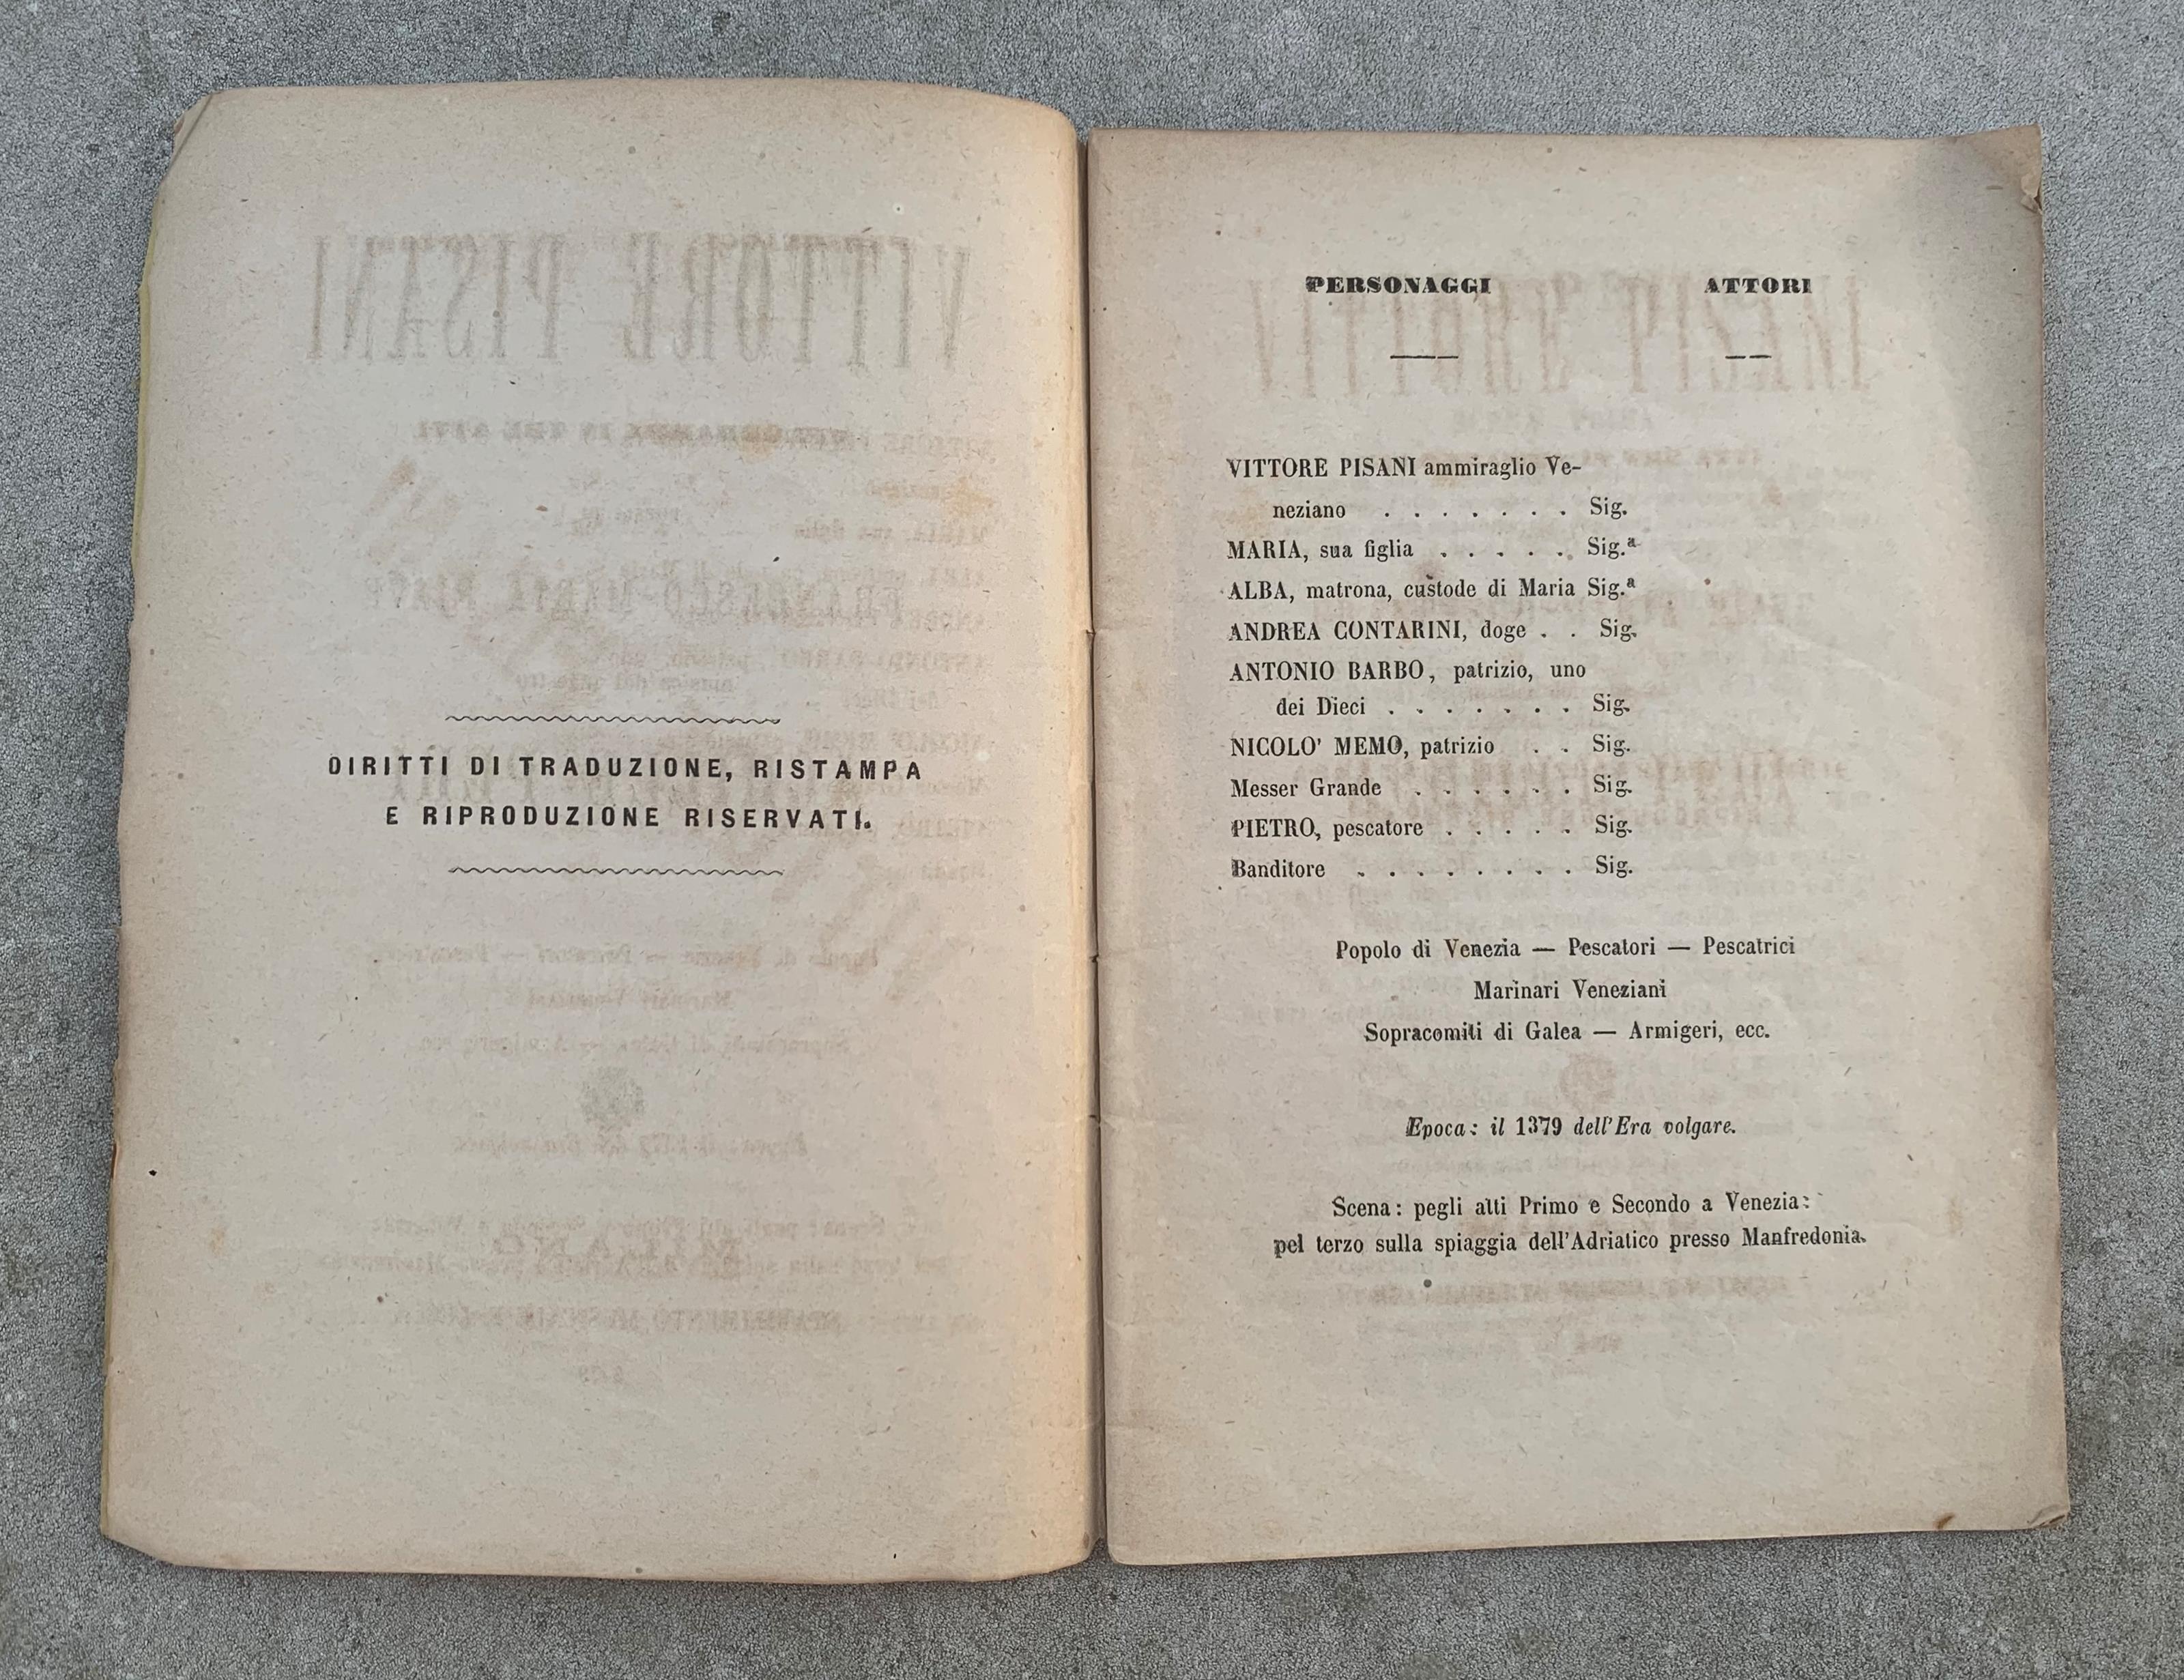 DIRITTI DI TRADUZIONE, RISTAMPA
E RIPRODUZIONE RISERVATI.
PERSONAGGI ATTORI
VITTORE PISANI ammiraglio Ve-
neziano . . . . . . . Sig.
MARIA, sua figlia . . . . . Sig.ª
ALBA, matrona, custode di Maria Sig.ª
ANDREA CONTARINI, doge . . Sig.
ANTONIO BARBO, patrizio, uno
dei Dieci . . . . . . . Sig.
NICOLO' MEMO, patrizio . . Sig.
Messer Grande . . . . . . Sig.
PIETRO, pescatore . . . . . Sig.
Banditore . . . . . . . . Sig.
Popolo di Venezia — Pescatori — Pescatrici
Marinari Veneziani
Sopracomiti di Galea — Armigeri, ecc.
Epoca: il 1379 dell'Era volgare.
Scena: pegli atti Primo e Secondo a Venezia:
pel terzo sulla spiaggia dell'Adriatico presso Manfredonia.